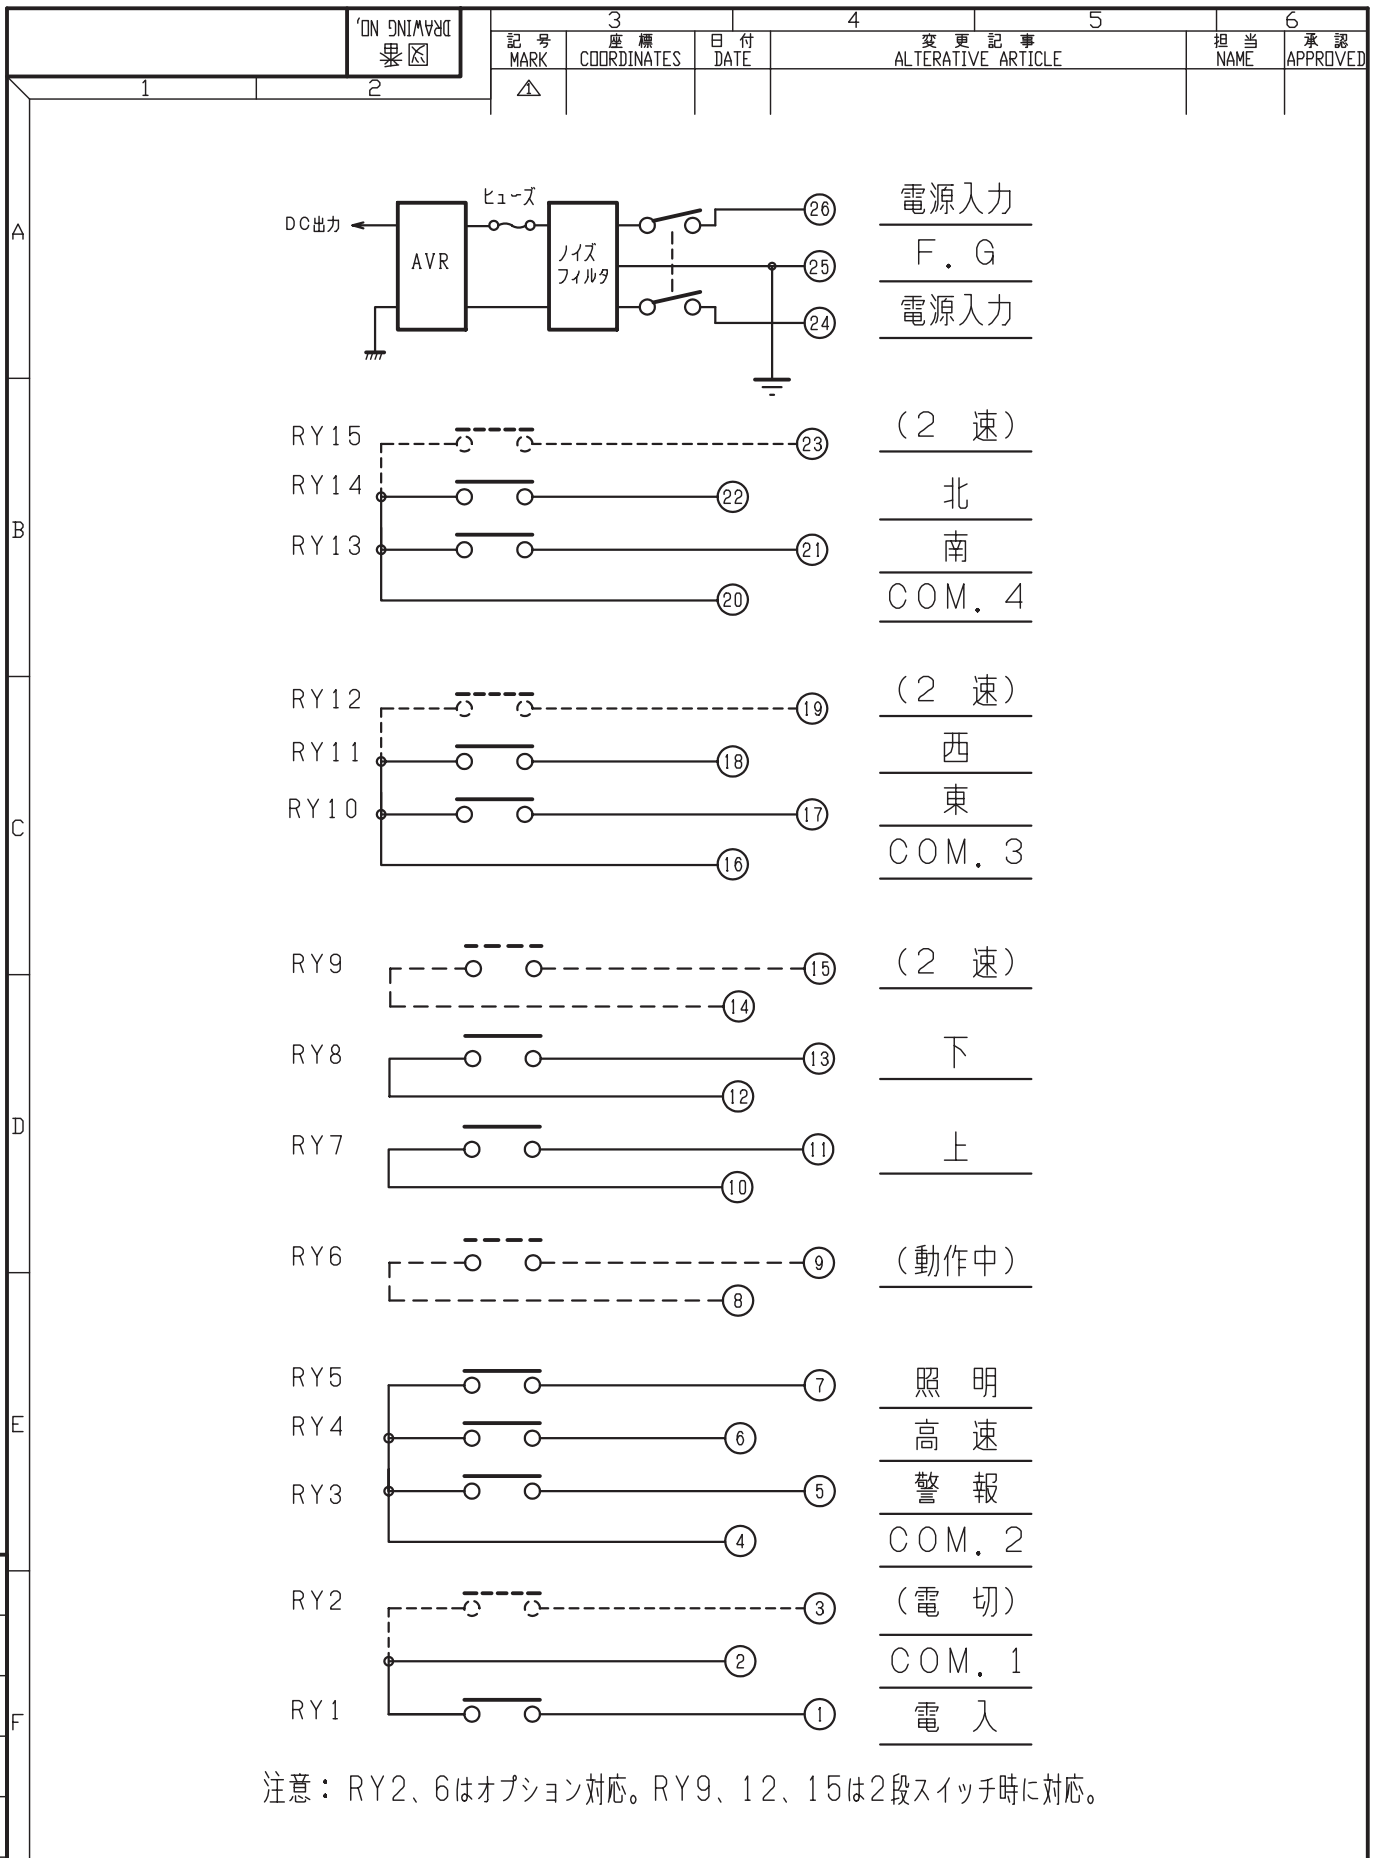 DRAWING NO,
図番
3 4 5 6
記号 座標 日付 変更記事 担当 承認
MARK COORDINATES DATE ALTERATIVE ARTICLE NAME APPROVED
1 2
1
A
B
C
D
E
F
DC出力
AVR
ヒューズ
ノイズ
フィルタ
26 電源入力
25 F.G
24 電源入力
RY15 23 (2 速)
RY14 22 北
RY13 21 南
20 COM.4
RY12 19 (2 速)
RY11 18 西
RY10 17 東
16 COM.3
RY9 15 (2 速)
14
RY8 13 下
12
RY7 11 上
10
RY6 9 (動作中)
8
RY5 7 照 明
RY4 6 高 速
RY3 5 警 報
4 COM.2
RY2 3 (電 切)
2 COM.1
RY1 1 電 入
注意：RY2、6はオプション対応。RY9、12、15は2段スイッチ時に対応。